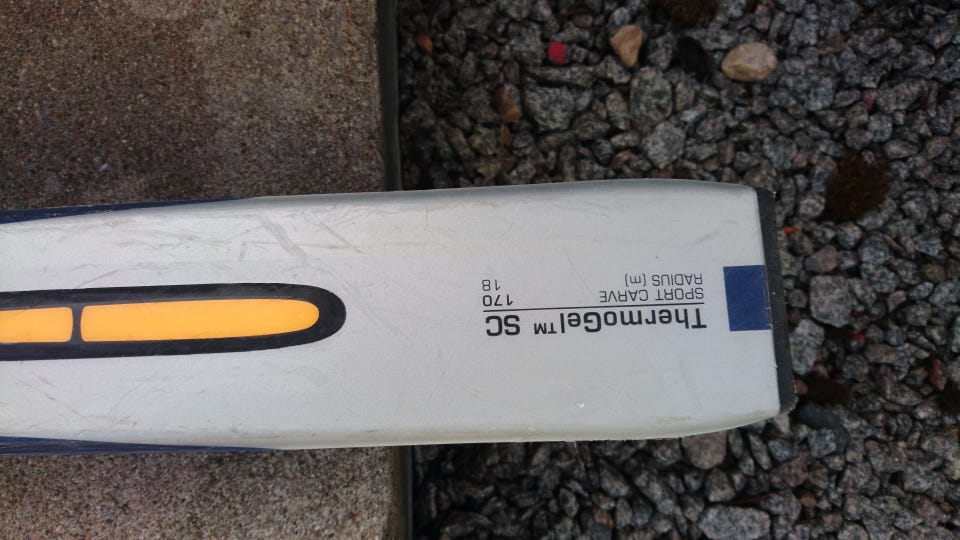 ThermoGel™ SC
SPORT CARVE 170
RADIUS (m) 18